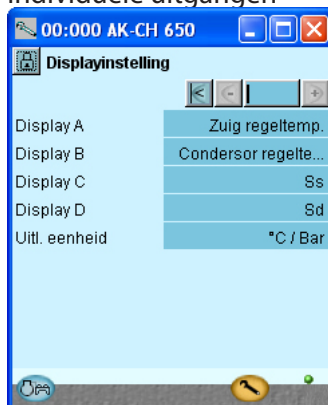 individuele uitgangen
00:000 AK-CH 650
Displayinstelling
Display A Zuig regeltemp.
Display B Condersor regelte...
Display C Ss
Display D Sd
Uitl. eenheid °C / Bar